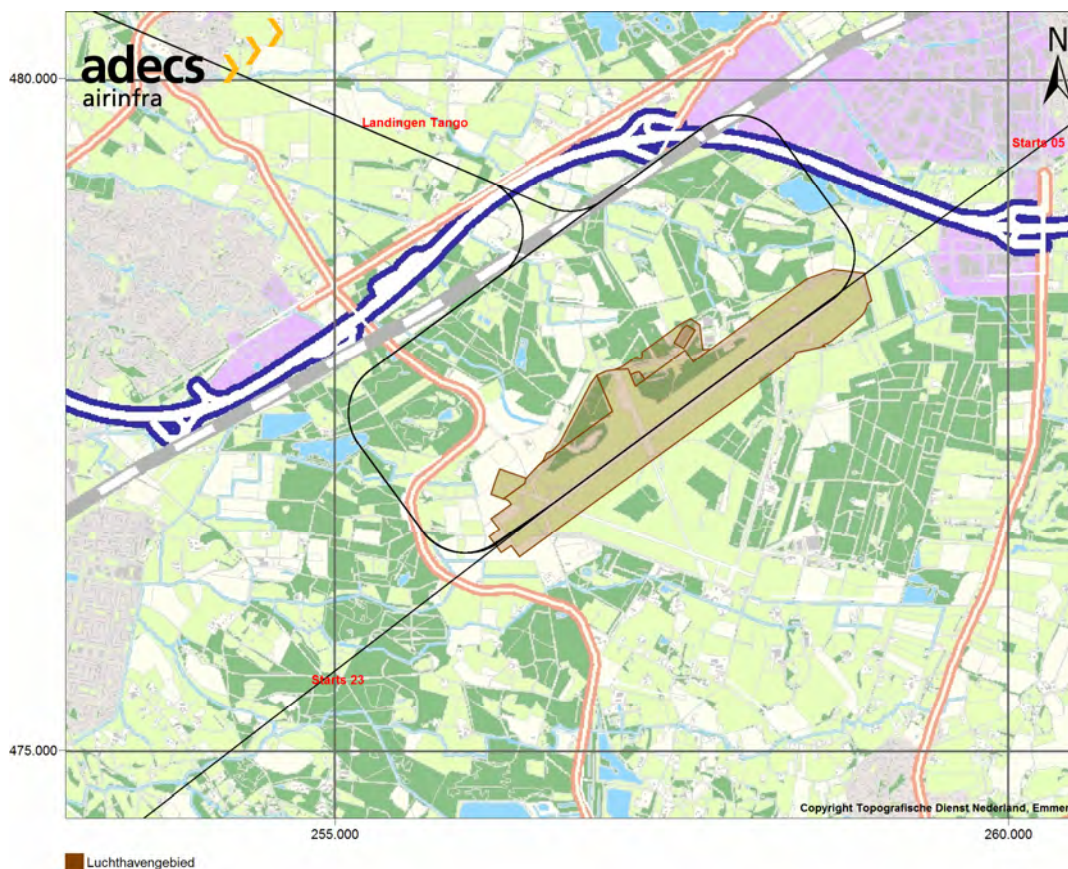 adecs
airinfra
N
480.000
Landingen Tango
Starts 05
Starts 23
475.000
Copyright Topografische Dienst Nederland, Emmen
255.000
260.000
Luchthavengebied